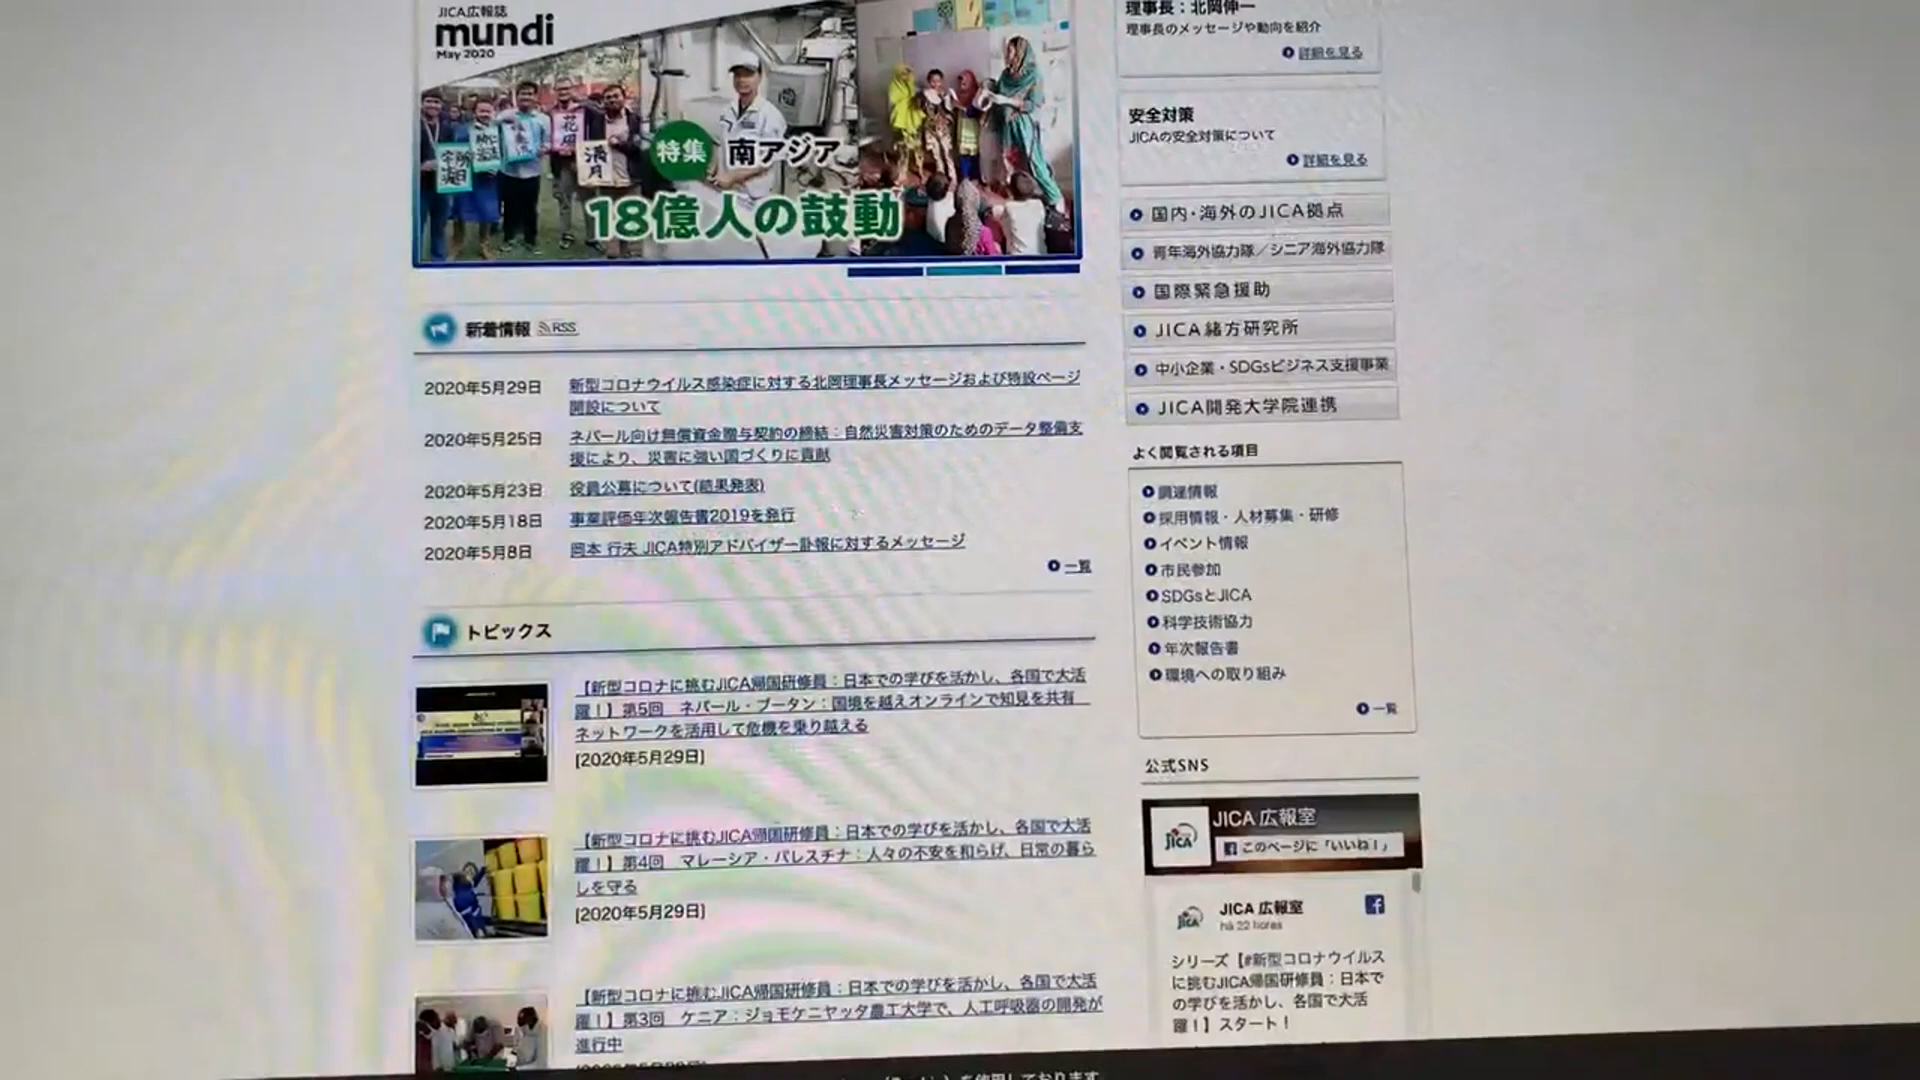 JICA広報誌
mundi
May 2020
満月
特集 南アジア
18億人の鼓動
新着情報 RSS
2020年5月29日 新型コロナウイルス感染症に対する北岡理事長メッセージおよび特設ページ
開設について
2020年5月25日 ネパール向け無償資金贈与契約の締結：自然災害対策のためのデータ整備支
援により、災害に強い国づくりに貢献
2020年5月23日 役員公募について(結果発表)
2020年5月18日 事業評価年次報告書2019を発行
2020年5月8日 岡本 行夫 JICA特別アドバイザー訃報に対するメッセージ
一覧
トピックス
【新型コロナに挑むJICA帰国研修員：日本での学びを活かし、各国で大活
躍！】第5回 ネパール・ブータン：国境を越えオンラインで知見を共有
ネットワークを活用して危機を乗り越える
[2020年5月29日]
【新型コロナに挑むJICA帰国研修員：日本での学びを活かし、各国で大活
躍！】第4回 マレーシア・パレスチナ：人々の不安を和らげ、日常の暮ら
しを守る
[2020年5月29日]
【新型コロナに挑むJICA帰国研修員：日本での学びを活かし、各国で大活
躍！】第3回 ケニア：ジョモケニヤッタ農工大学で、人工呼吸器の開発が
進行中
理事長：北岡伸一
理事長のメッセージや動向を紹介
詳細を見る
安全対策
JICAの安全対策について
詳細を見る
国内・海外のJICA拠点
青年海外協力隊／シニア海外協力隊
国際緊急援助
JICA緒方研究所
中小企業・SDGsビジネス支援事業
JICA開発大学院連携
よく閲覧される項目
調達情報
採用情報・人材募集・研修
イベント情報
市民参加
SDGsとJICA
科学技術協力
年次報告書
環境への取り組み
一覧
公式SNS
JICA
JICA 広報室
このページに「いいね！」
JICA
JICA 広報室
há 22 horas
シリーズ【#新型コロナウイルス
に挑むJICA帰国研修員：日本で
の学びを活かし、各国で大活
躍！】スタート！
を使用しております